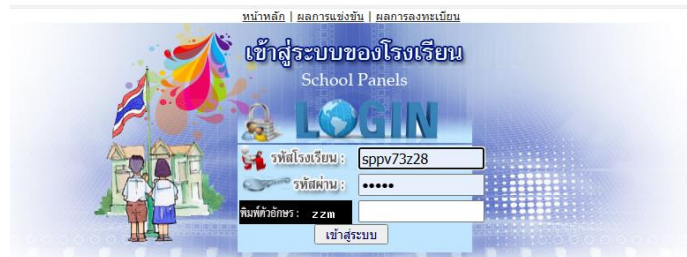 หน้าหลัก | ผลการแข่งขัน | ผลการลงทะเบียน
เข้าสู่ระบบของโรงเรียน
School Panels
LOGIN
รหัสโรงเรียน : sppv73z28
รหัสผ่าน : •••••
พิมพ์ตัวอักษร : zzm
เข้าสู่ระบบ